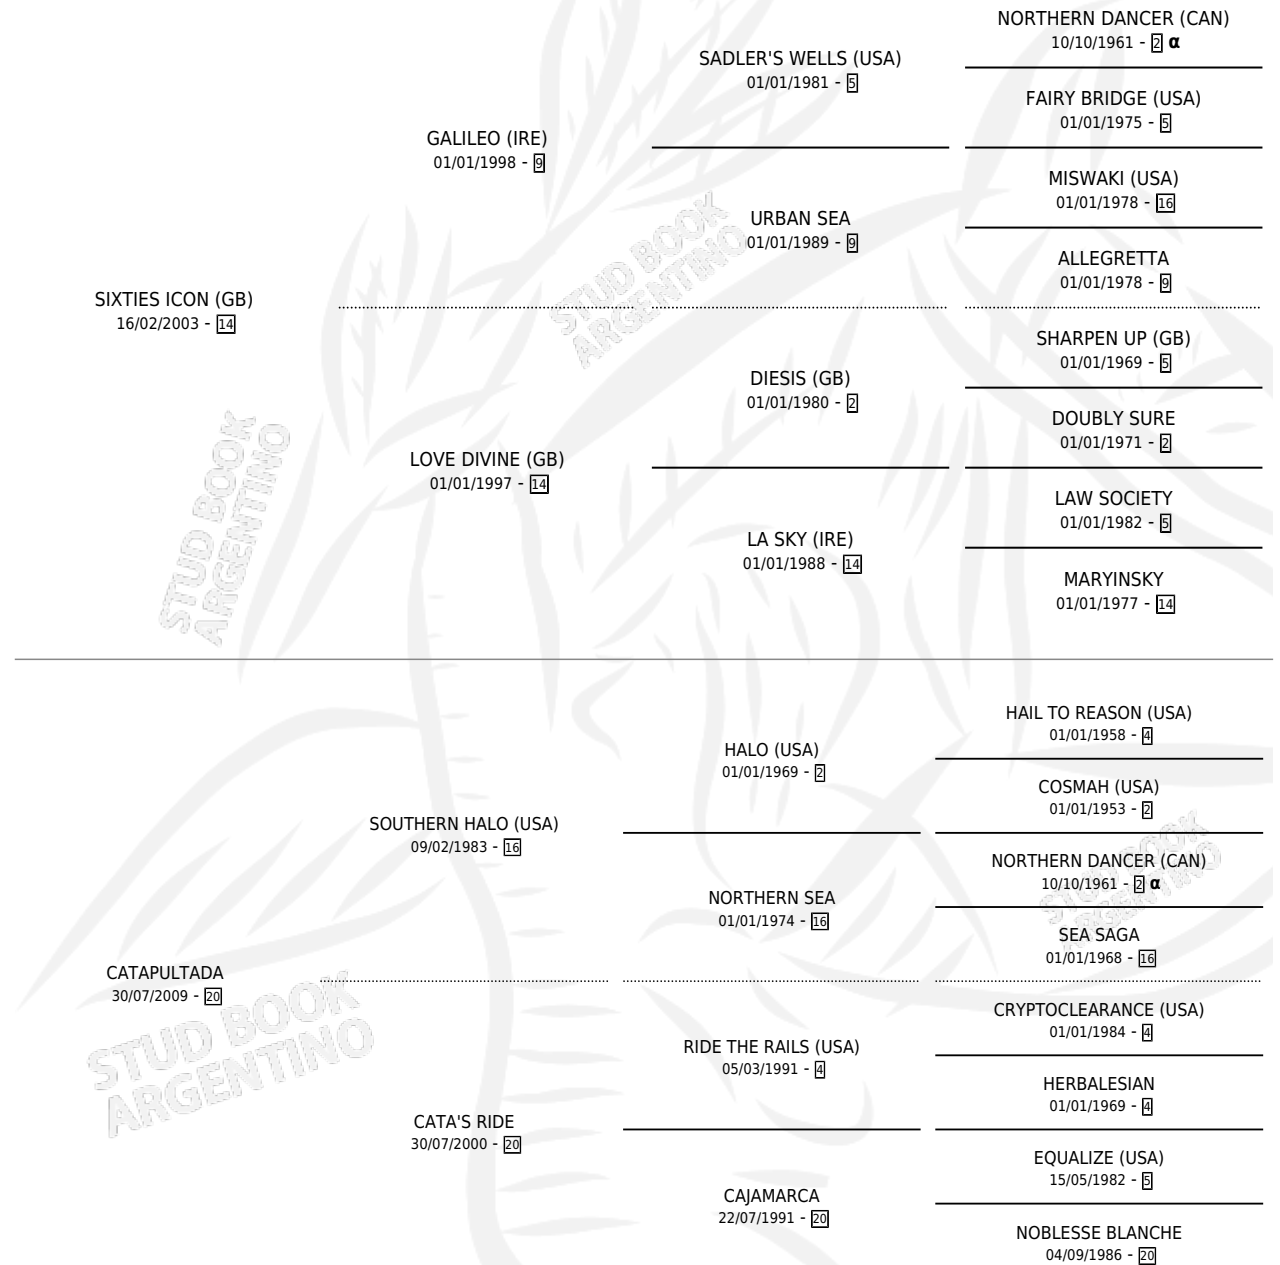 NORTHERN DANCER (CAN)
10/10/1961 - 2 α
SADLER'S WELLS (USA)
01/01/1981 - 5
FAIRY BRIDGE (USA)
01/01/1975 - 5
GALILEO (IRE)
01/01/1998 - 9
MISWAKI (USA)
01/01/1978 - 16
URBAN SEA
01/01/1989 - 9
ALLEGRETTA
01/01/1978 - 9
SIXTIES ICON (GB)
16/02/2003 - 14
SHARPEN UP (GB)
01/01/1969 - 5
DIESIS (GB)
01/01/1980 - 2
DOUBLY SURE
01/01/1971 - 2
LOVE DIVINE (GB)
01/01/1997 - 14
LAW SOCIETY
01/01/1982 - 5
LA SKY (IRE)
01/01/1988 - 14
MARYINSKY
01/01/1977 - 14
HAIL TO REASON (USA)
01/01/1958 - 4
HALO (USA)
01/01/1969 - 2
COSMAH (USA)
01/01/1953 - 2
SOUTHERN HALO (USA)
09/02/1983 - 16
NORTHERN DANCER (CAN)
10/10/1961 - 2 α
NORTHERN SEA
01/01/1974 - 16
SEA SAGA
01/01/1968 - 16
CATAPULTADA
30/07/2009 - 20
CRYPTOCLEARANCE (USA)
01/01/1984 - 4
RIDE THE RAILS (USA)
05/03/1991 - 4
HERBALESIAN
01/01/1969 - 4
CATA'S RIDE
30/07/2000 - 20
EQUALIZE (USA)
15/05/1982 - 5
CAJAMARCA
22/07/1991 - 20
NOBLESSE BLANCHE
04/09/1986 - 20
STUD BOOK
ARGENTINO
STUD BOOK
ARGENTINO
STUD BOOK
ARGENTINO
STUD BOOK
ARGENTINO